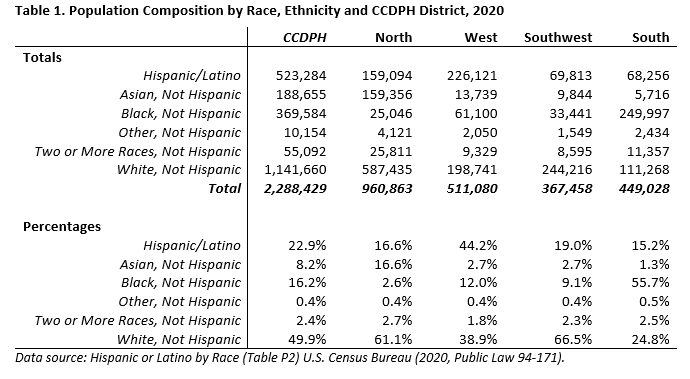 Table 1. Population Composition by Race, Ethnicity and CCDPH District, 2020
CCDPH North West Southwest South
Totals
Hispanic/Latino 523,284 159,094 226,121 69,813 68,256
Asian, Not Hispanic 188,655 159,356 13,739 9,844 5,716
Black, Not Hispanic 369,584 25,046 61,100 33,441 249,997
Other, Not Hispanic 10,154 4,121 2,050 1,549 2,434
Two or More Races, Not Hispanic 55,092 25,811 9,329 8,595 11,357
White, Not Hispanic 1,141,660 587,435 198,741 244,216 111,268
Total 2,288,429 960,863 511,080 367,458 449,028
Percentages
Hispanic/Latino 22.9% 16.6% 44.2% 19.0% 15.2%
Asian, Not Hispanic 8.2% 16.6% 2.7% 2.7% 1.3%
Black, Not Hispanic 16.2% 2.6% 12.0% 9.1% 55.7%
Other, Not Hispanic 0.4% 0.4% 0.4% 0.4% 0.5%
Two or More Races, Not Hispanic 2.4% 2.7% 1.8% 2.3% 2.5%
White, Not Hispanic 49.9% 61.1% 38.9% 66.5% 24.8%
Data source: Hispanic or Latino by Race (Table P2) U.S. Census Bureau (2020, Public Law 94-171).